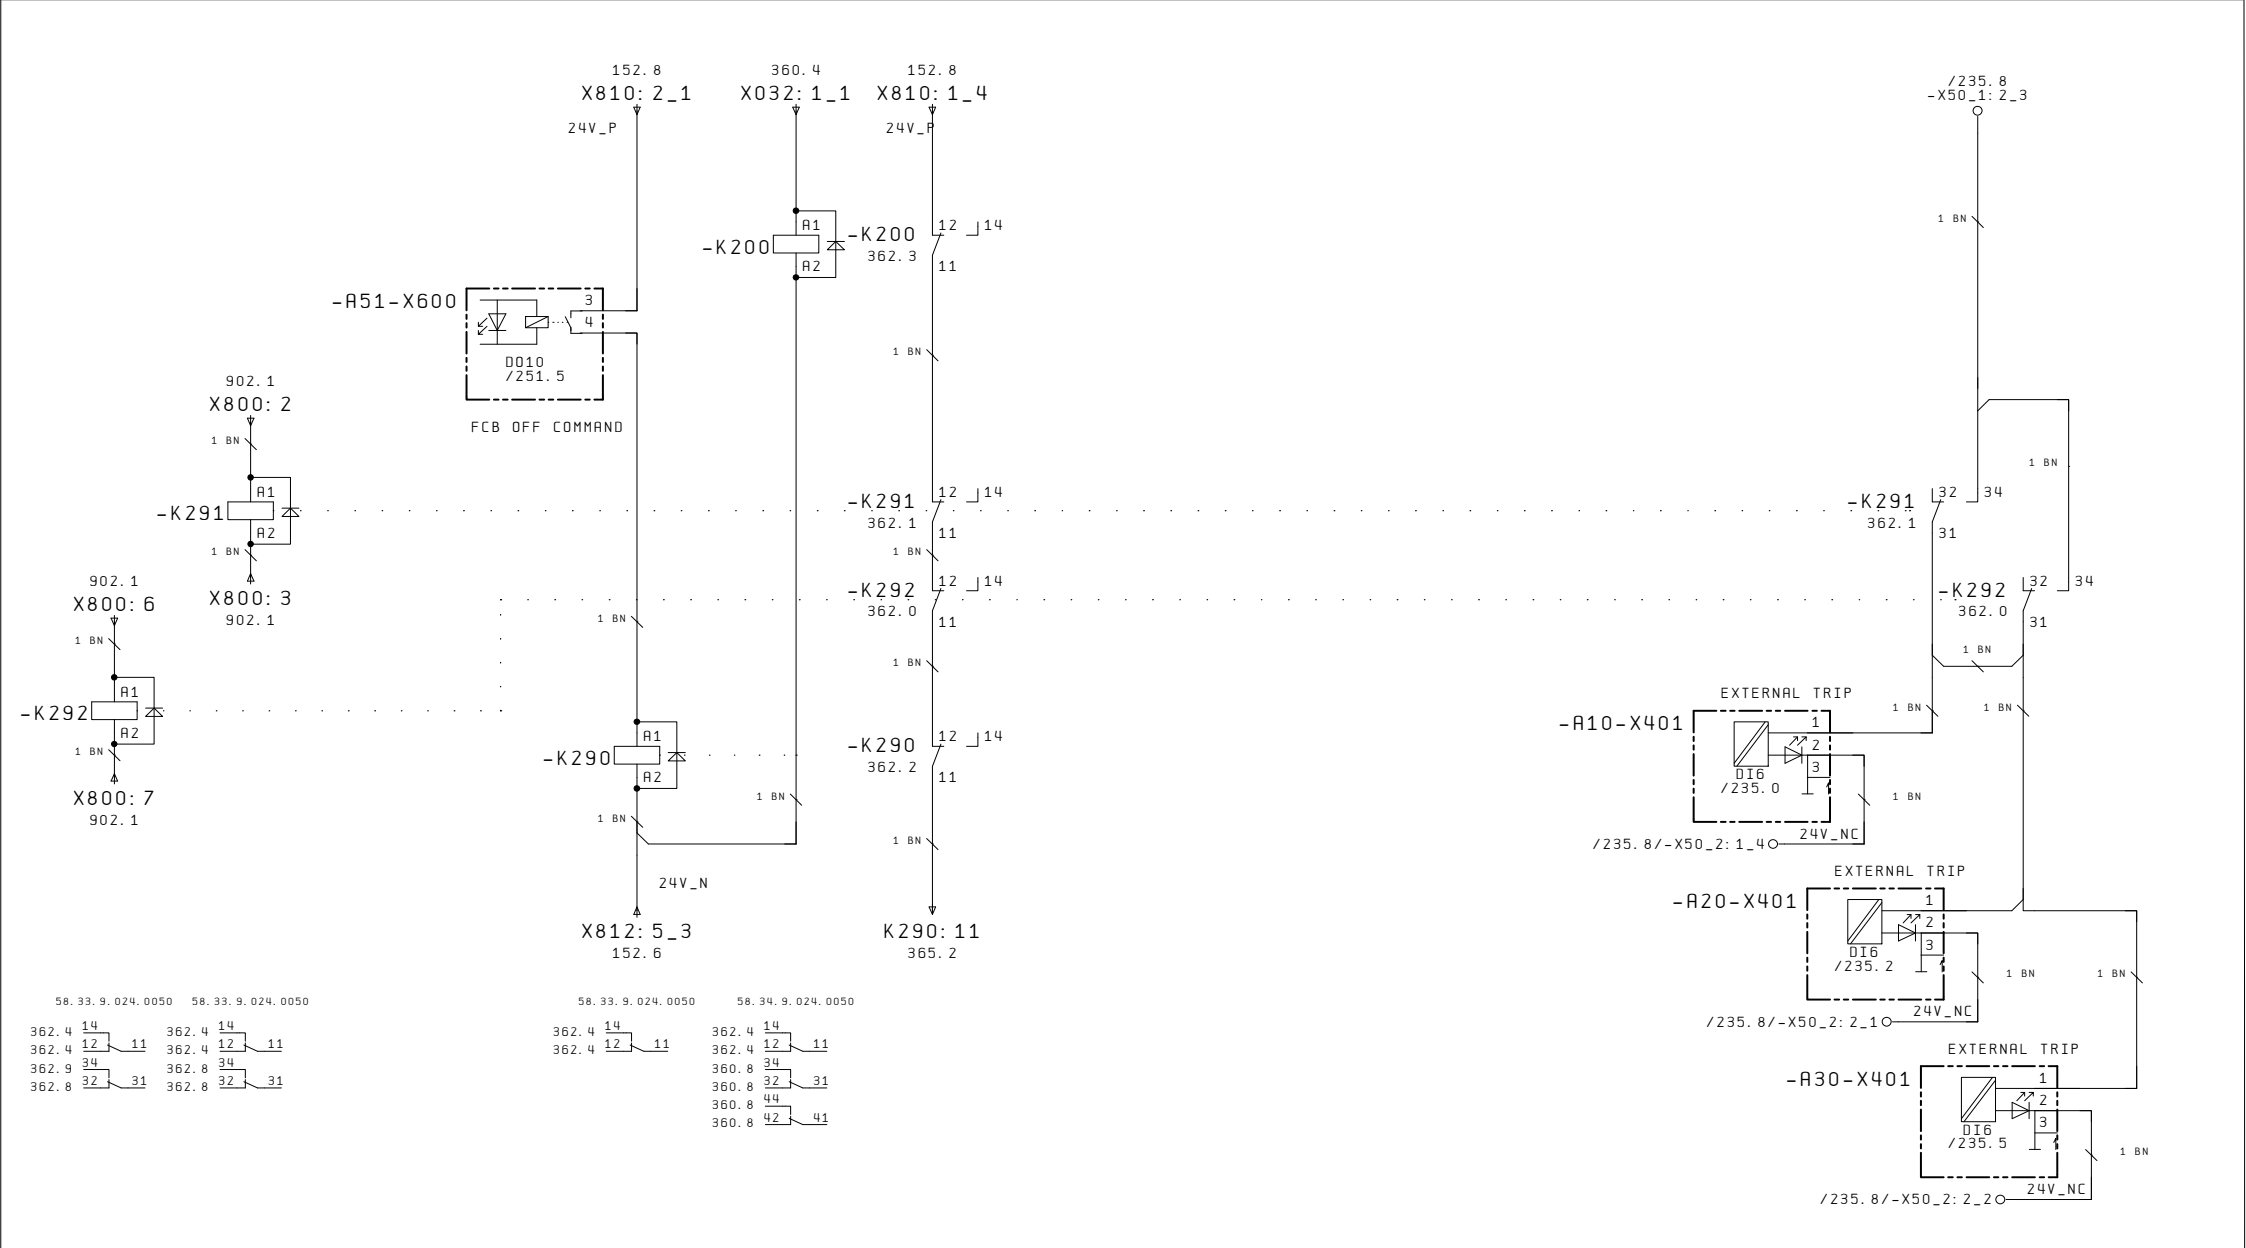 152.8
X810:2_1
24V_P
360.4
X032:1_1
152.8
X810:1_4
24V_P
/235.8
-X50_1:2_3
1 BN
-K200
A1
A2
-K200
362.3
12
14
11
-A51-X600
3
4
DO10
/251.5
FCB OFF COMMAND
1 BN
902.1
X800:2
1 BN
-K291
A1
A2
1 BN
X800:3
902.1
-K291
362.1
12
14
11
1 BN
1 BN
-K291
362.1
32
34
31
902.1
X800:6
1 BN
-K292
A1
A2
1 BN
X800:7
902.1
1 BN
-K292
362.0
12
14
11
1 BN
-K292
362.0
32
34
31
1 BN
-K290
A1
A2
1 BN
1 BN
24V_N
X812:5_3
152.6
-K290
362.2
12
14
11
1 BN
K290:11
365.2
EXTERNAL TRIP
-A10-X401
1
2
3
DI6
/235.0
1 BN
1 BN
1 BN
24V_NC
/235.8/-X50_2:1_4
EXTERNAL TRIP
-A20-X401
1
2
3
DI6
/235.2
1 BN
1 BN
24V_NC
/235.8/-X50_2:2_1
EXTERNAL TRIP
-A30-X401
1
2
3
DI6
/235.5
1 BN
24V_NC
/235.8/-X50_2:2_2
58.33.9.024.0050
362.4 14
362.4 12 11
362.9 34
362.8 32 31
58.33.9.024.0050
362.4 14
362.4 12 11
362.8 34
362.8 32 31
58.33.9.024.0050
362.4 14
362.4 12 11
58.34.9.024.0050
362.4 14
362.4 12 11
360.8 34
360.8 32 31
360.8 44
360.8 42 41